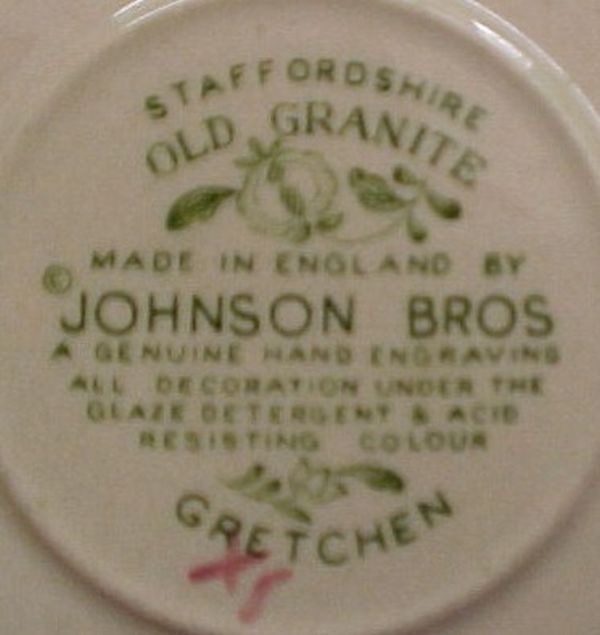 STAFFORDSHIRE
OLD GRANITE
MADE IN ENGLAND BY
©
JOHNSON BROS
A GENUINE HAND ENGRAVING
ALL DECORATION UNDER THE
GLAZE DETERGENT & ACID
RESISTING COLOUR
GRETCHEN